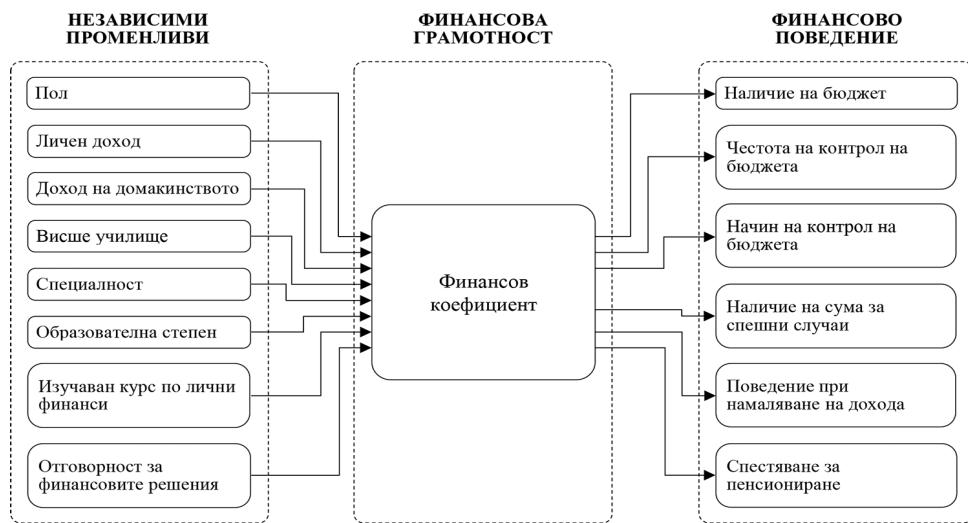 НЕЗАВИСИМИ
ПРОМЕНЛИВИ
Пол
Личен доход
Доход на домакинството
Висше училище
Специалност
Образователна степен
Изучаван курс по лични
финанси
Отговорност за
финансовите решения
ФИНАНСОВА
ГРАМОТНОСТ
Финансов
коефициент
ФИНАНСОВО
ПОВЕДЕНИЕ
Наличие на бюджет
Честота на контрол на
бюджета
Начин на контрол на
бюджета
Наличие на сума за
спешни случаи
Поведение при
намаляване на дохода
Спестяване за
пенсиониране